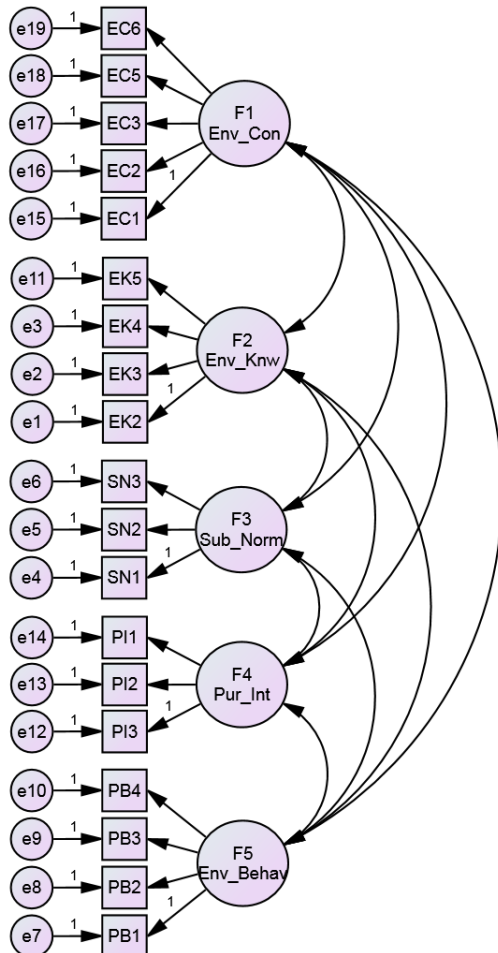 e19 1 EC6
e18 1 EC5
e17 1 EC3
e16 1 EC2
e15 1 EC1
1
F1
Env_Con
e11 1 EK5
e3 1 EK4
e2 1 EK3
e1 1 EK2
1
F2
Env_Knw
e6 1 SN3
e5 1 SN2
e4 1 SN1
1
F3
Sub_Norm
e14 1 PI1
e13 1 PI2
e12 1 PI3
1
F4
Pur_Int
e10 1 PB4
e9 1 PB3
e8 1 PB2
e7 1 PB1
1
F5
Env_Behav